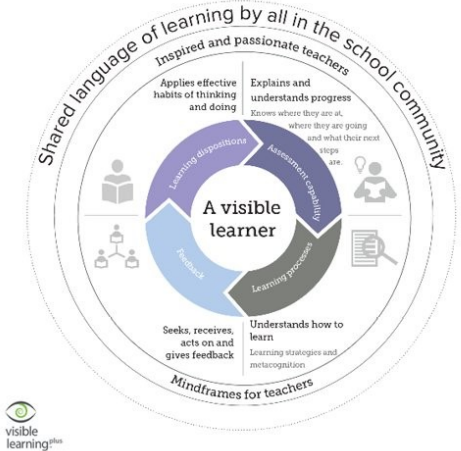 Shared language of learning by all in the school community
Inspired and passionate teachers
Applies effective
habits of thinking
and doing
Explains and
understands progress
Knows where they are at,
where they are going
and what their next
steps
are.
Learning dispositions
Assessment capability
A visible
learner
Feedback
Learning processes
Seeks, receives,
acts on and
gives feedback
Understands how to
learn
Learning strategies and
metacognition
Mindframes for teachers
visible
learning plus